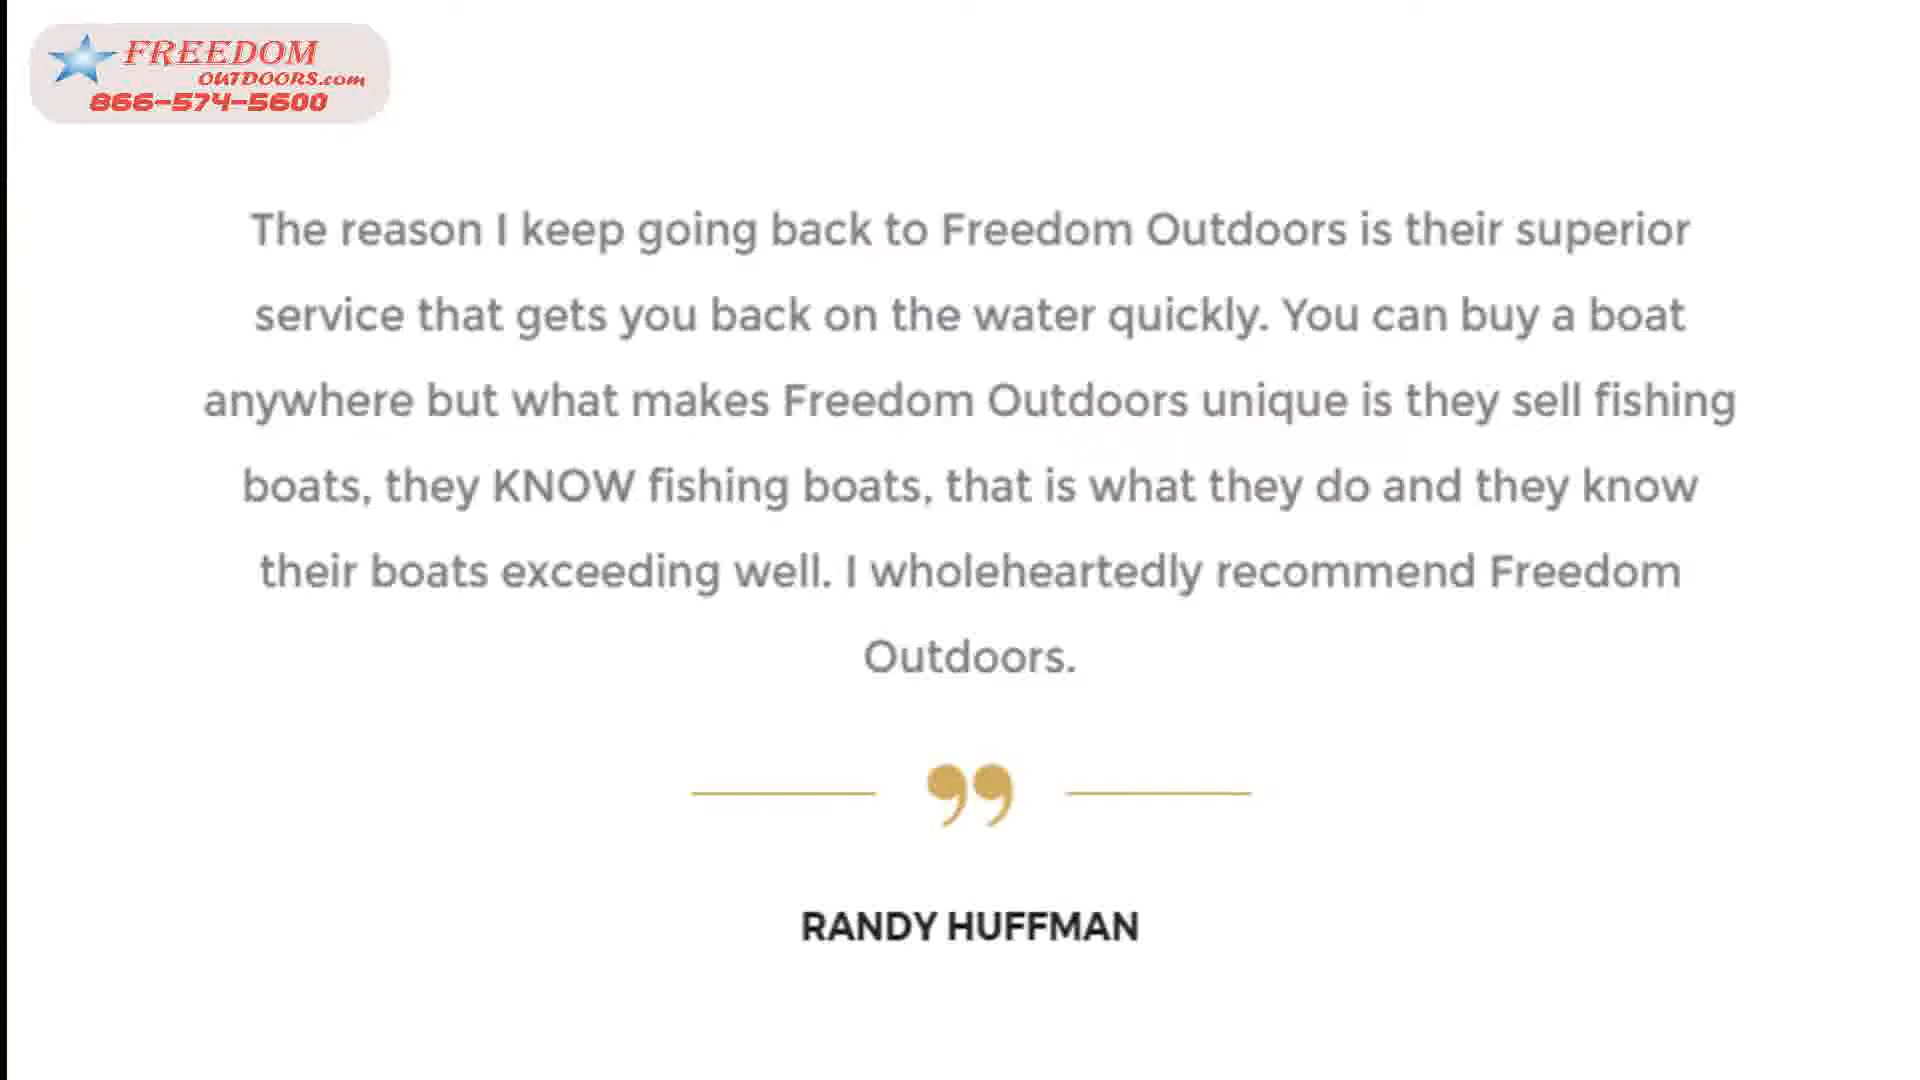 FREEDOM
OUTDOORS.com
866-574-5600
The reason I keep going back to Freedom Outdoors is their superior
service that gets you back on the water quickly. You can buy a boat
anywhere but what makes Freedom Outdoors unique is they sell fishing
boats, they KNOW fishing boats, that is what they do and they know
their boats exceeding well. I wholeheartedly recommend Freedom
Outdoors.
”
RANDY HUFFMAN